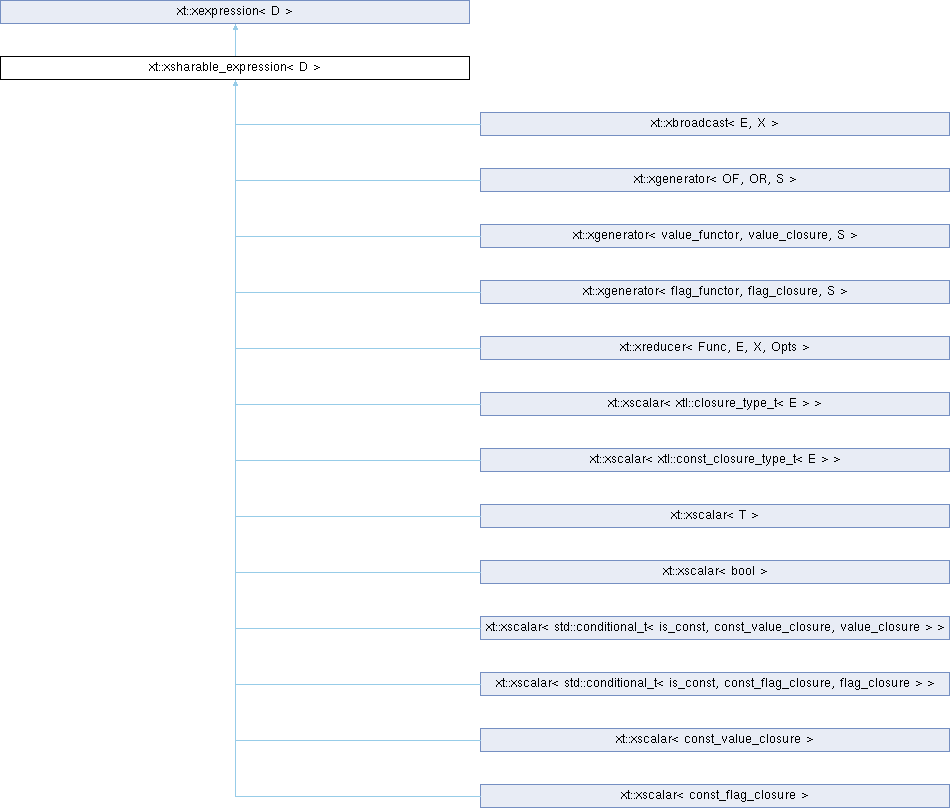 xt::xexpression< D >
xt::xsharable_expression< D >
xt::xbroadcast< E, X >
xt::xgenerator< OF, OR, S >
xt::xgenerator< value_functor, value_closure, S >
xt::xgenerator< flag_functor, flag_closure, S >
xt::xreducer< Func, E, X, Opts >
xt::xscalar< xtl::closure_type_t< E > >
xt::xscalar< xtl::const_closure_type_t< E > >
xt::xscalar< T >
xt::xscalar< bool >
xt::xscalar< std::conditional_t< is_const, const_value_closure, value_closure > >
xt::xscalar< std::conditional_t< is_const, const_flag_closure, flag_closure > >
xt::xscalar< const_value_closure >
xt::xscalar< const_flag_closure >